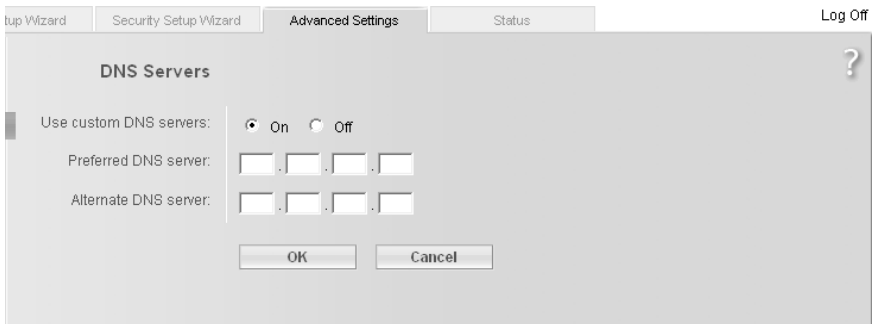 tup Wizard Security Setup Wizard Advanced Settings Status Log Off
DNS Servers
?
Use custom DNS servers: On Off
Preferred DNS server: . . .
Alternate DNS server: . . .
OK Cancel